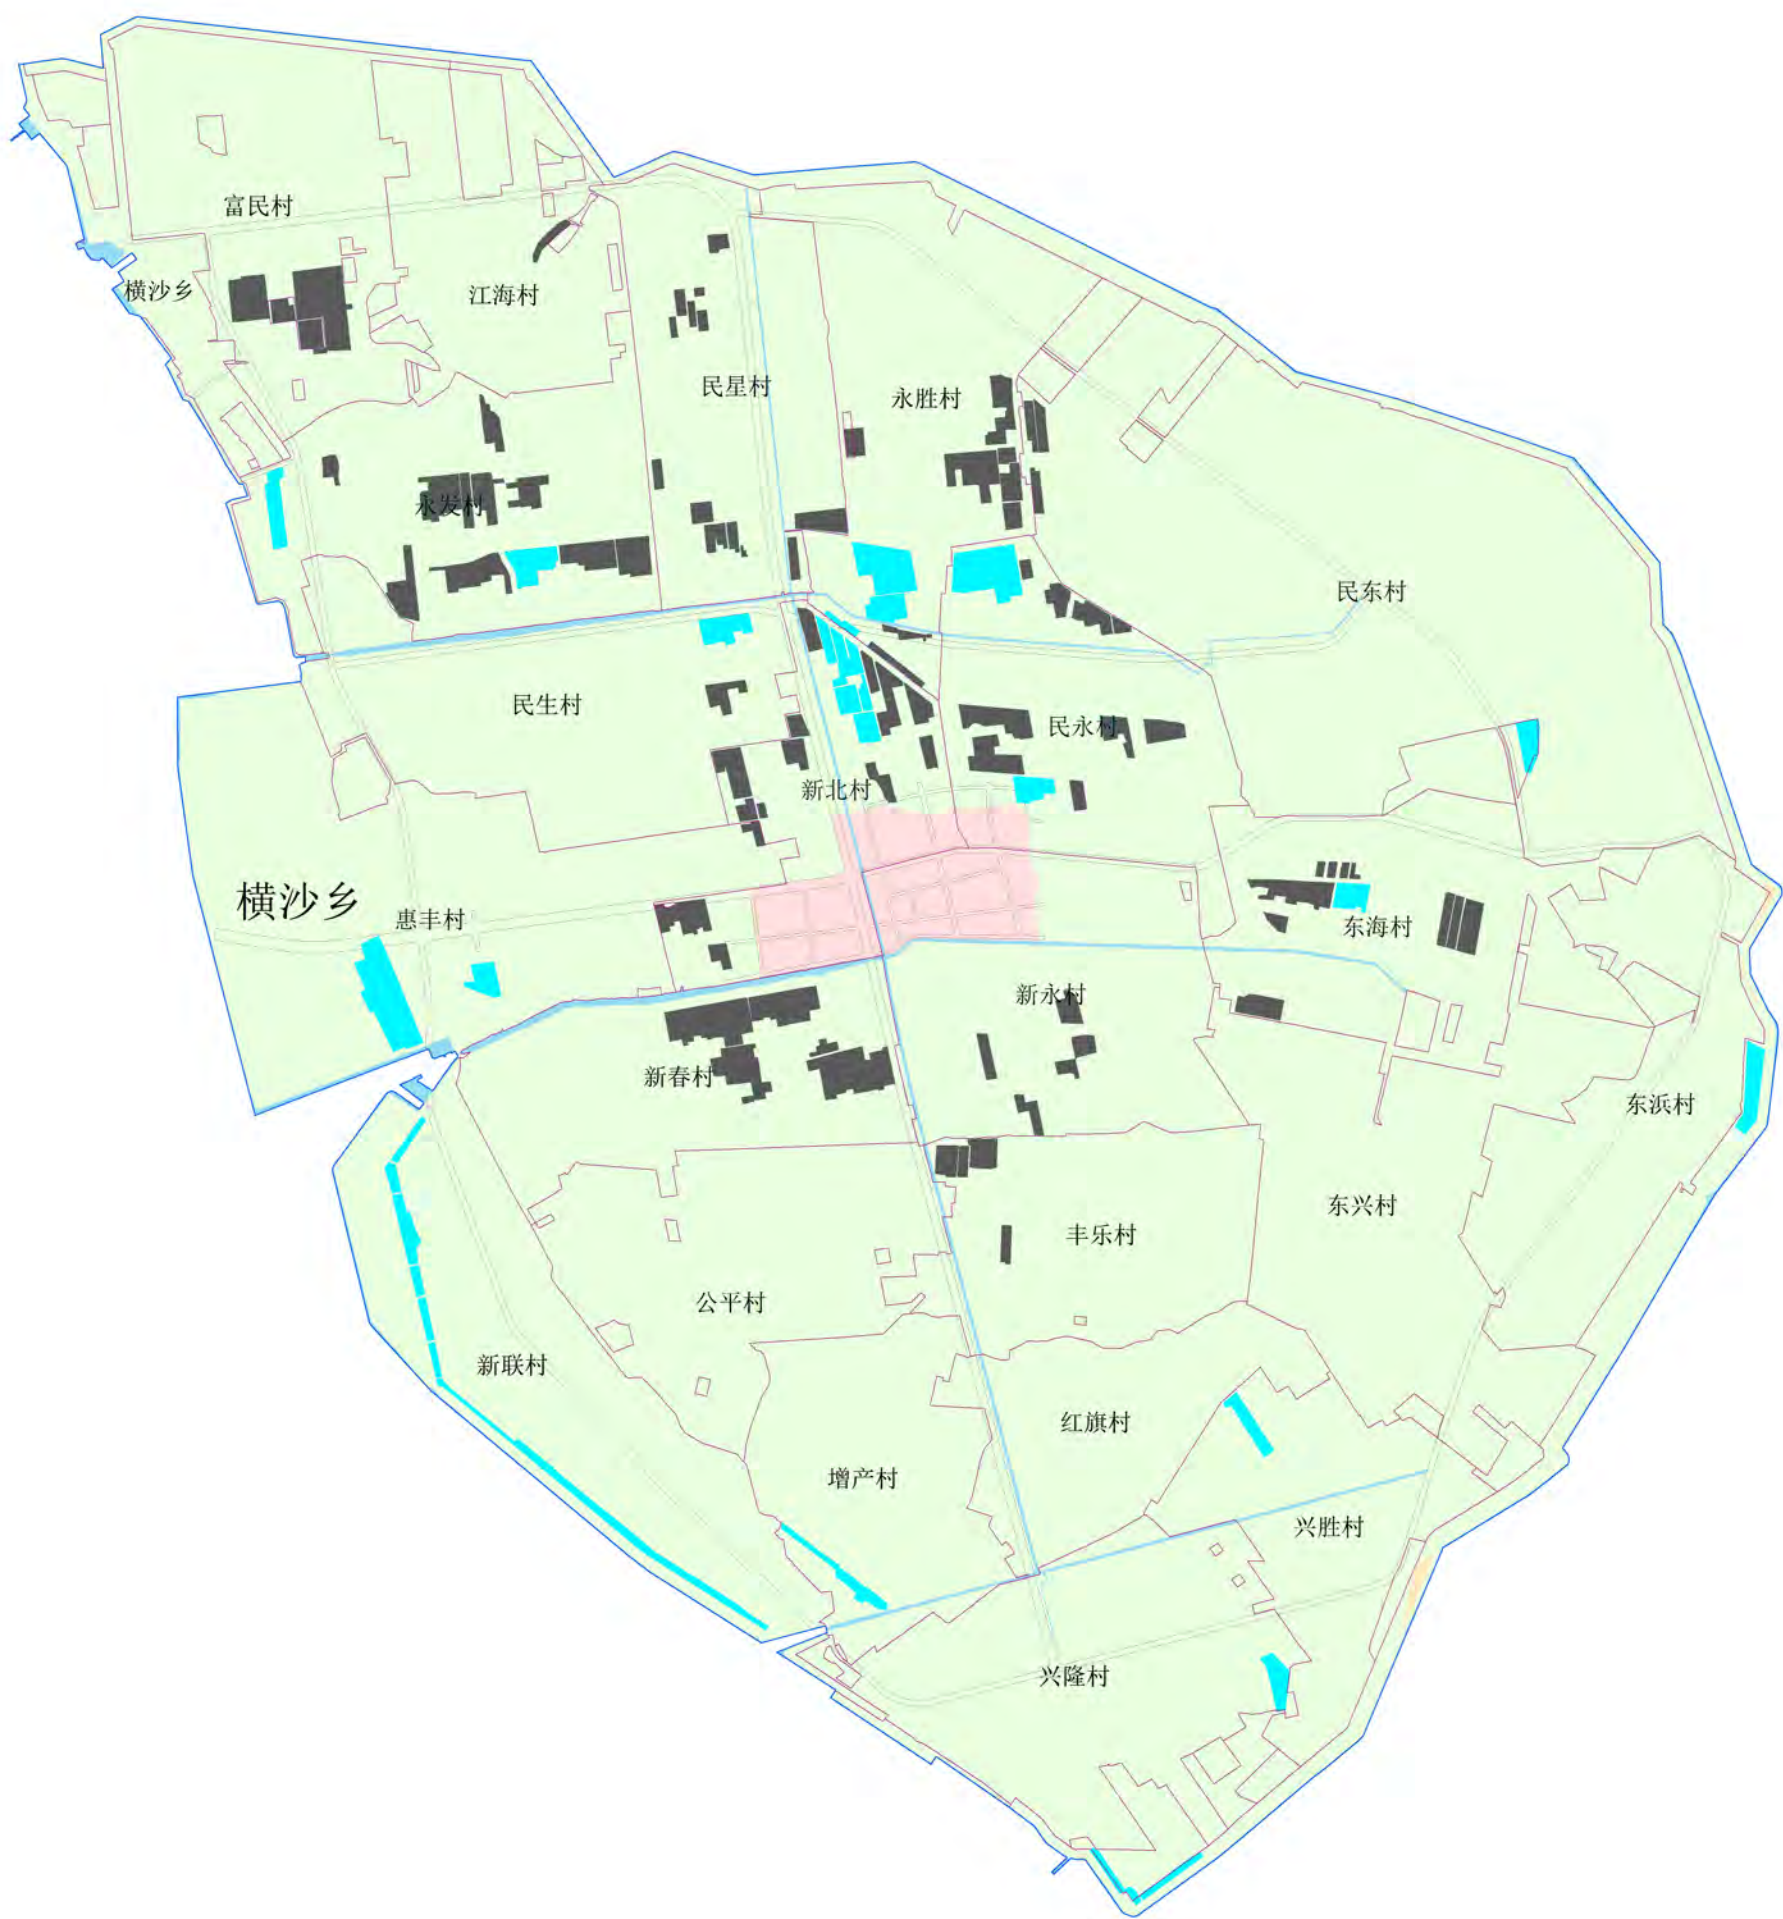 富民村
横沙乡
江海村
民星村
永胜村
永发村
民东村
民生村
民永村
新北村
横沙乡
惠丰村
东海村
新永村
新春村
东浜村
东兴村
丰乐村
公平村
新联村
红旗村
增产村
兴胜村
兴隆村